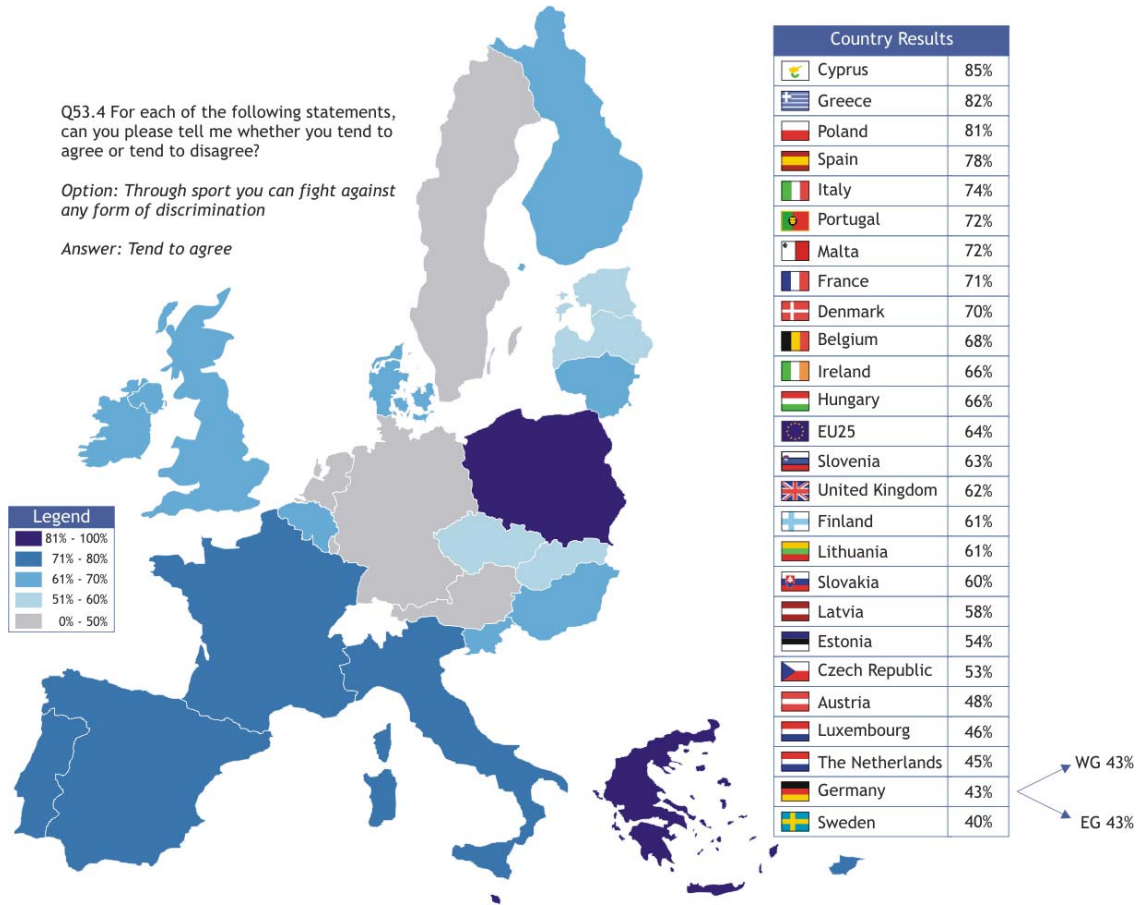 Q53.4 For each of the following statements,
can you please tell me whether you tend to
agree or tend to disagree?
Option: Through sport you can fight against
any form of discrimination
Answer: Tend to agree
Legend
81% - 100%
71% - 80%
61% - 70%
51% - 60%
0% - 50%
Country Results
Cyprus 85%
Greece 82%
Poland 81%
Spain 78%
Italy 74%
Portugal 72%
Malta 72%
France 71%
Denmark 70%
Belgium 68%
Ireland 66%
Hungary 66%
EU25 64%
Slovenia 63%
United Kingdom 62%
Finland 61%
Lithuania 61%
Slovakia 60%
Latvia 58%
Estonia 54%
Czech Republic 53%
Austria 48%
Luxembourg 46%
The Netherlands 45%
Germany 43%
Sweden 40%
WG 43%
EG 43%